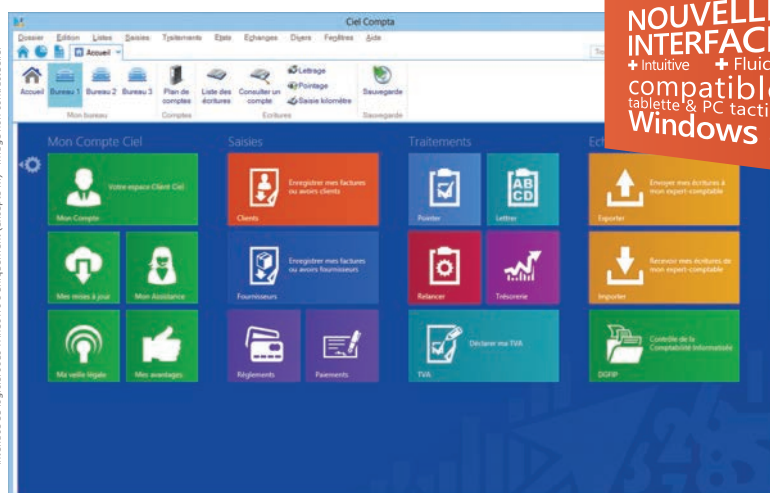 Ciel Compta
NOUVELL
INTERFAC
+ Intuitive + Fluid
compatible
tablette & PC tacti
Windows
Dossier Edition Listes Saisies Traitements Etats Echanges Divers Fenêtres Aide
Accueil
Accueil Bureau 1 Bureau 2 Bureau 3 Plan de comptes Liste des écritures Consulter un compte Lettrage Pointage Saisie kilomètre Sauvegarde
Mon bureau Comptes Ecritures Sauvegarde
Mon Compte Ciel Saisies Traitements
Votre espace Client Ciel
Mon Compte
Enregistrer mes factures
ou avoirs clients
Clients
Pointer
AB
CD
Lettrer
Envoyer mes écritures à
mon expert-comptable
Exporter
Mes mises à jour
Mon Assistance
Enregistrer mes factures
ou avoirs fournisseurs
Fournisseurs
Relancer
Trésorerie
Recevoir mes écritures de
mon expert-comptable
Importer
Ma veille légale
Mes avantages
Règlements
Paiements
Déclarer ma TVA
TVA
Contrôle de la
Comptabilité Informatisée
DGFIP